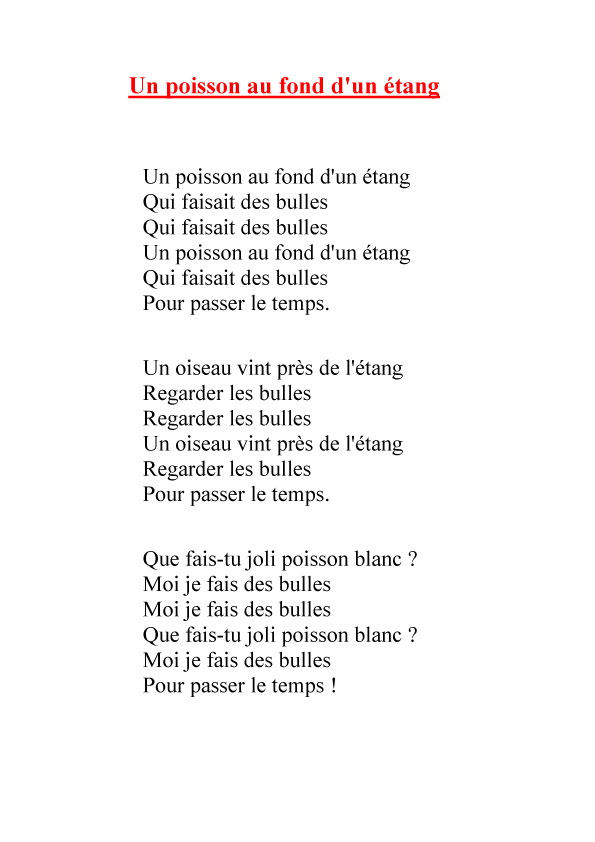 Un poisson au fond d'un étang
Un poisson au fond d'un étang
Qui faisait des bulles
Qui faisait des bulles
Un poisson au fond d'un étang
Qui faisait des bulles
Pour passer le temps.
Un oiseau vint près de l'étang
Regarder les bulles
Regarder les bulles
Un oiseau vint près de l'étang
Regarder les bulles
Pour passer le temps.
Que fais-tu joli poisson blanc ?
Moi je fais des bulles
Moi je fais des bulles
Que fais-tu joli poisson blanc ?
Moi je fais des bulles
Pour passer le temps !